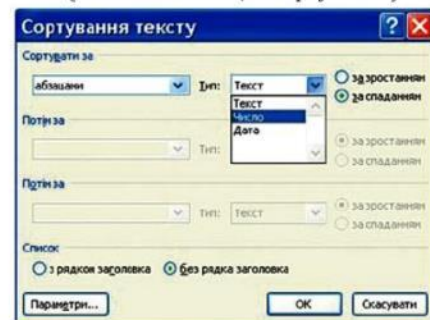 Сортування тексту
Сортувати за
абзацами Тип: Текст за зростанням
за спаданням
Текст
Число
Дата
Потім за
Тип: за зростанням
за спаданням
Потім за
Тип: Текст за зростанням
за спаданням
Список
з рядком заголовка без рядка заголовка
Параметри... ОК Скасувати